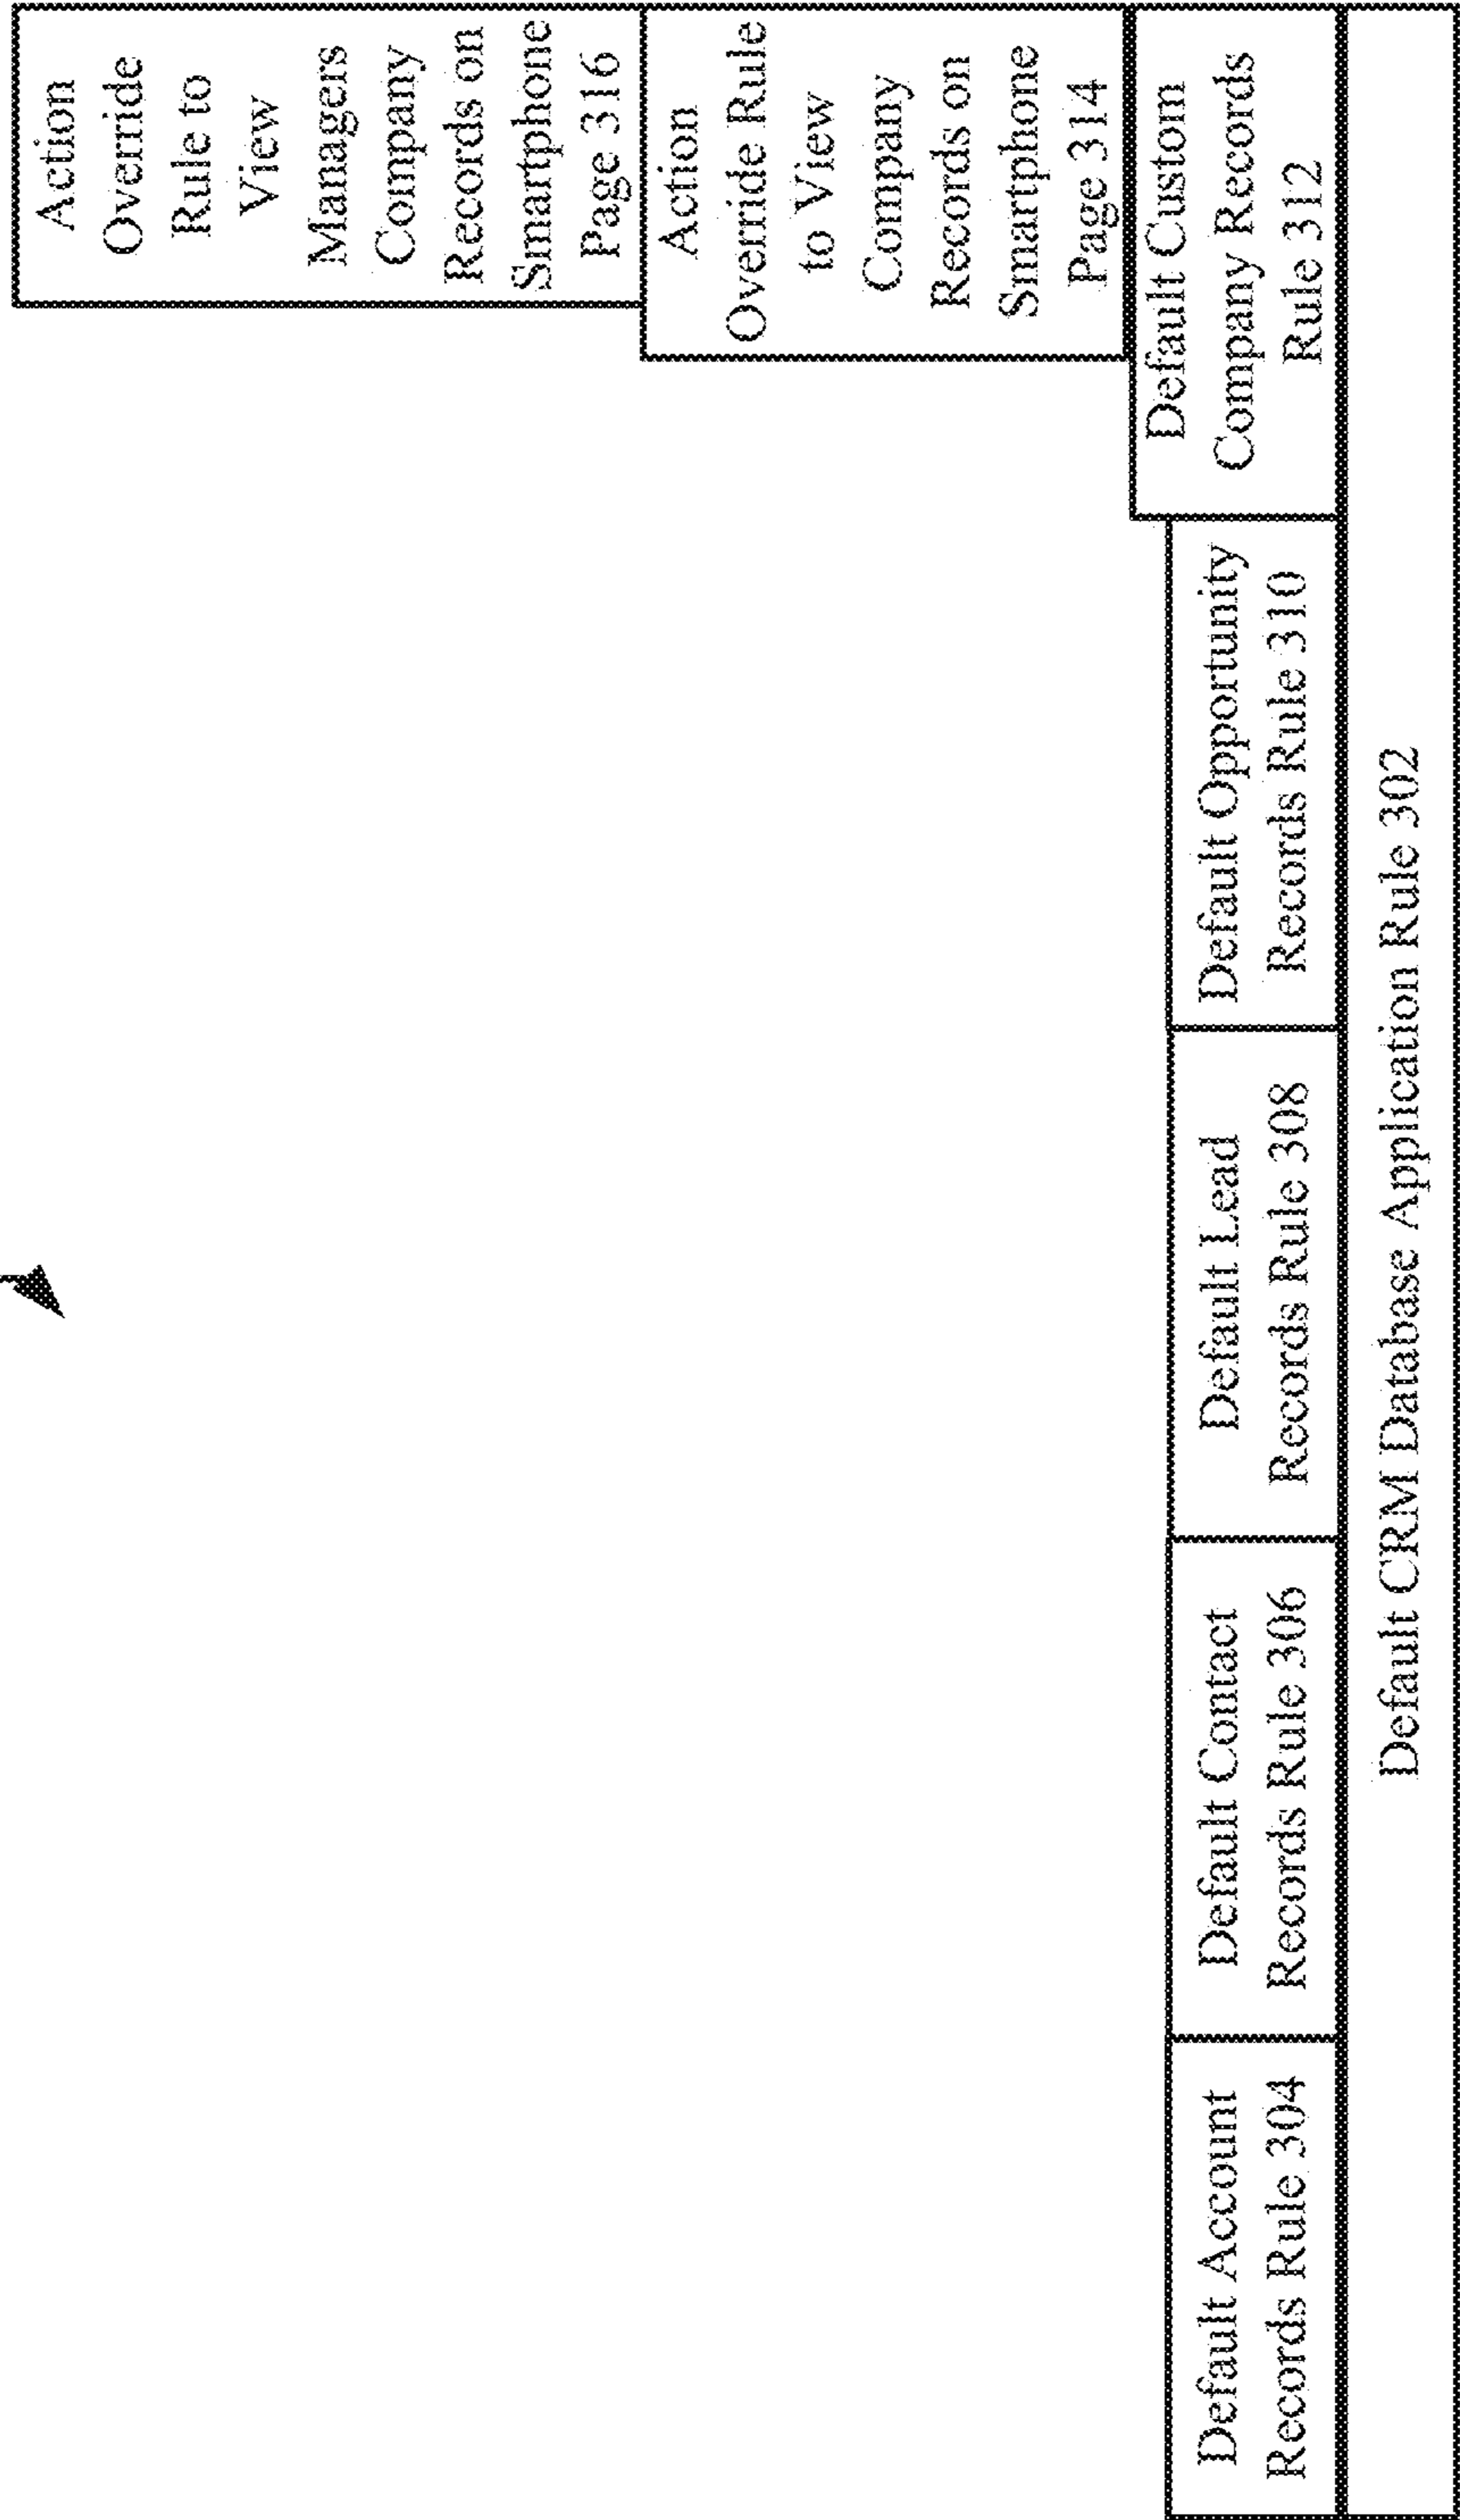 Action
Override
Rule to
View
Managers
Company
Records on
Smartphone
Page 316
Action
Override Rule
to View
Company
Records on
Smartphone
Page 314
Default Account
Records Rule 304
Default Contact
Records Rule 306
Default Lead
Records Rule 308
Default Opportunity
Records Rule 310
Default Custom
Company Records
Rule 312
Default CRM Database Application Rule 302